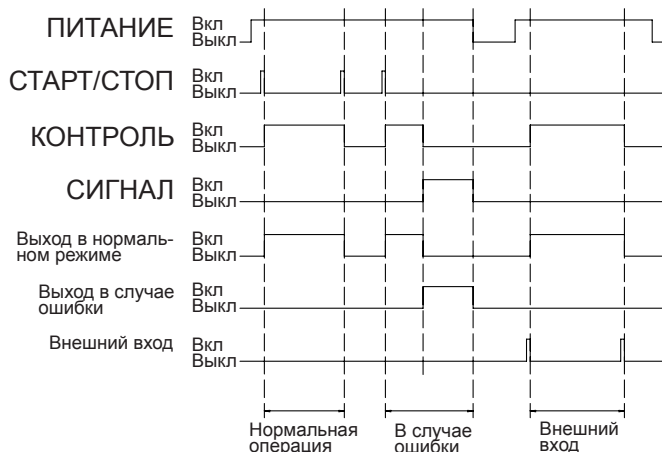 ПИТАНИЕ
Вкл
Выкл
СТАРТ/СТОП
Вкл
Выкл
КОНТРОЛЬ
Вкл
Выкл
СИГНАЛ
Вкл
Выкл
Выход в нормаль-
ном режиме
Вкл
Выкл
Выход в случае
ошибки
Вкл
Выкл
Внешний вход
Вкл
Выкл
Нормальная
операция
В случае
ошибки
Внешний
вход